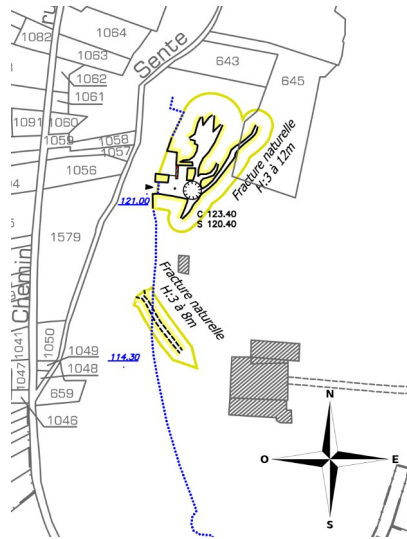 1082
1064
1063
1062
1061
1091
1060
1059
1058
1057
1056
1579
Sente
643
645
Fracture naturelle
H:3 à 12m
121.00
C 123.40
S 120.40
Fracture naturelle
H:3 à 8m
Chemin
114.30
1041
1050
1049
1048
1047
659
1046
N
O
E
S